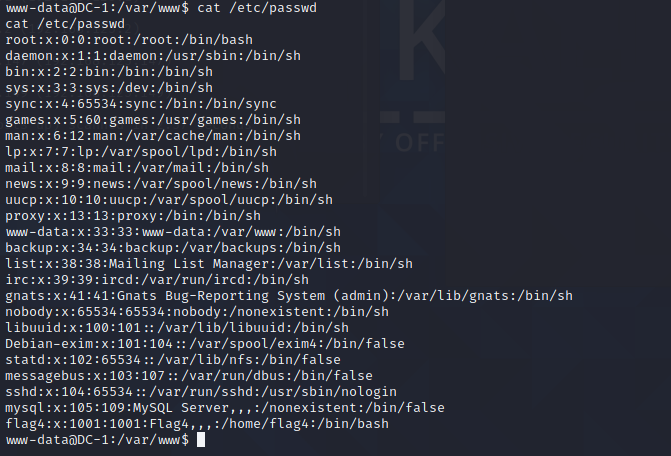 www-data@DC-1:/var/www$ cat /etc/passwd
cat /etc/passwd
root:x:0:0:root:/root:/bin/bash
daemon:x:1:1:daemon:/usr/sbin:/bin/sh
bin:x:2:2:bin:/bin:/bin/sh
sys:x:3:3:sys:/dev:/bin/sh
sync:x:4:65534:sync:/bin:/bin/sync
games:x:5:60:games:/usr/games:/bin/sh
man:x:6:12:man:/var/cache/man:/bin/sh
lp:x:7:7:lp:/var/spool/lpd:/bin/sh
mail:x:8:8:mail:/var/mail:/bin/sh
news:x:9:9:news:/var/spool/news:/bin/sh
uucp:x:10:10:uucp:/var/spool/uucp:/bin/sh
proxy:x:13:13:proxy:/bin:/bin/sh
www-data:x:33:33:www-data:/var/www:/bin/sh
backup:x:34:34:backup:/var/backups:/bin/sh
list:x:38:38:Mailing List Manager:/var/list:/bin/sh
irc:x:39:39:ircd:/var/run/ircd:/bin/sh
gnats:x:41:41:Gnats Bug-Reporting System (admin):/var/lib/gnats:/bin/sh
nobody:x:65534:65534:nobody:/nonexistent:/bin/sh
libuuid:x:100:101::/var/lib/libuuid:/bin/sh
Debian-exim:x:101:104::/var/spool/exim4:/bin/false
statd:x:102:65534::/var/lib/nfs:/bin/false
messagebus:x:103:107::/var/run/dbus:/bin/false
sshd:x:104:65534::/var/run/sshd:/usr/sbin/nologin
mysql:x:105:109:MySQL Server,,,:/nonexistent:/bin/false
flag4:x:1001:1001:Flag4,,,:/home/flag4:/bin/bash
www-data@DC-1:/var/www$
K
OFF